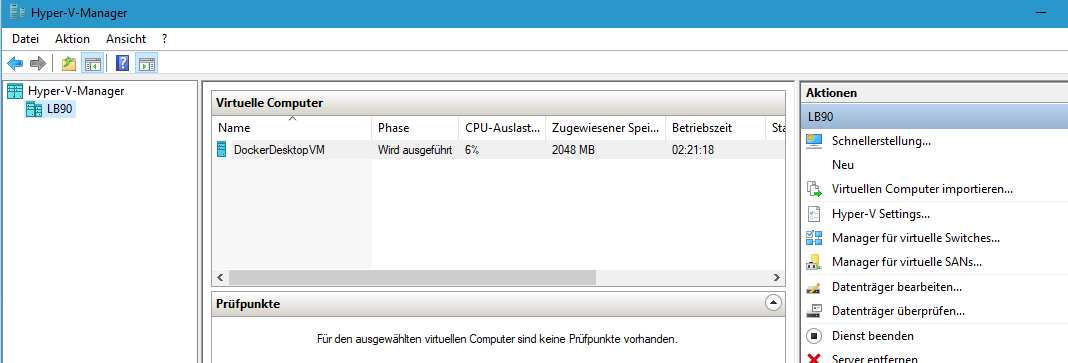 Hyper-V-Manager
Datei Aktion Ansicht ?
Hyper-V-Manager
LB90
Virtuelle Computer
Name Phase CPU-Auslast... Zugewiesener Spei... Betriebszeit Sta
DockerDesktopVM Wird ausgeführt 6% 2048 MB 02:21:18
Prüfpunkte
Für den ausgewählten virtuellen Computer sind keine Prüfpunkte vorhanden.
Aktionen
LB90
Schnellerstellung...
Neu
Virtuellen Computer importieren...
Hyper-V Settings...
Manager für virtuelle Switches...
Manager für virtuelle SANs...
Datenträger bearbeiten...
Datenträger überprüfen...
Dienst beenden
Server entfernen